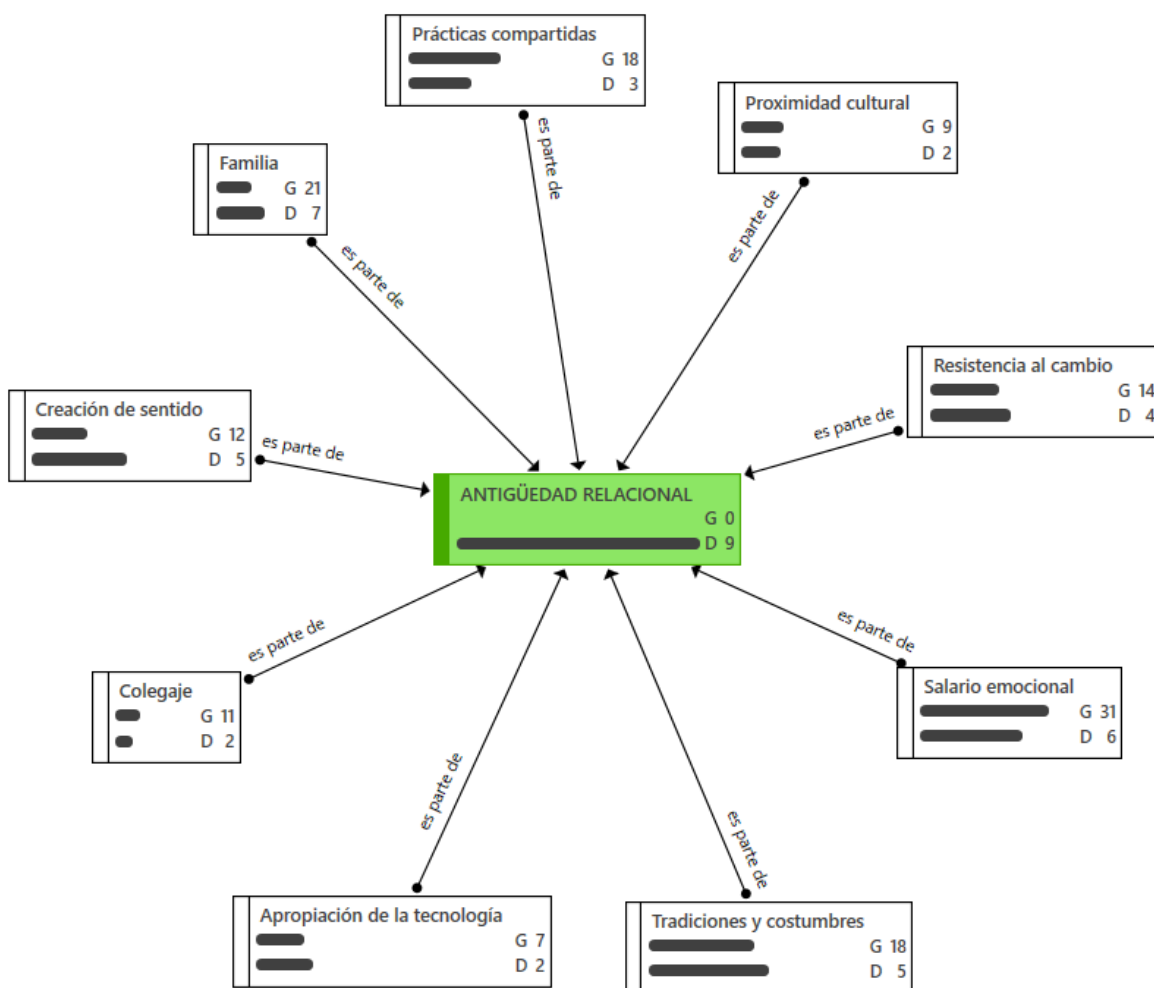 Prácticas compartidas
G 18
D 3
es parte de
Proximidad cultural
G 9
D 2
es parte de
Familia
G 21
D 7
es parte de
Resistencia al cambio
G 14
D 4
es parte de
Creación de sentido
G 12
D 5
es parte de
ANTIGÜEDAD RELACIONAL
G 0
D 9
Colegaje
G 11
D 2
es parte de
Salario emocional
G 31
D 6
es parte de
Apropiación de la tecnología
G 7
D 2
es parte de
Tradiciones y costumbres
G 18
D 5
es parte de